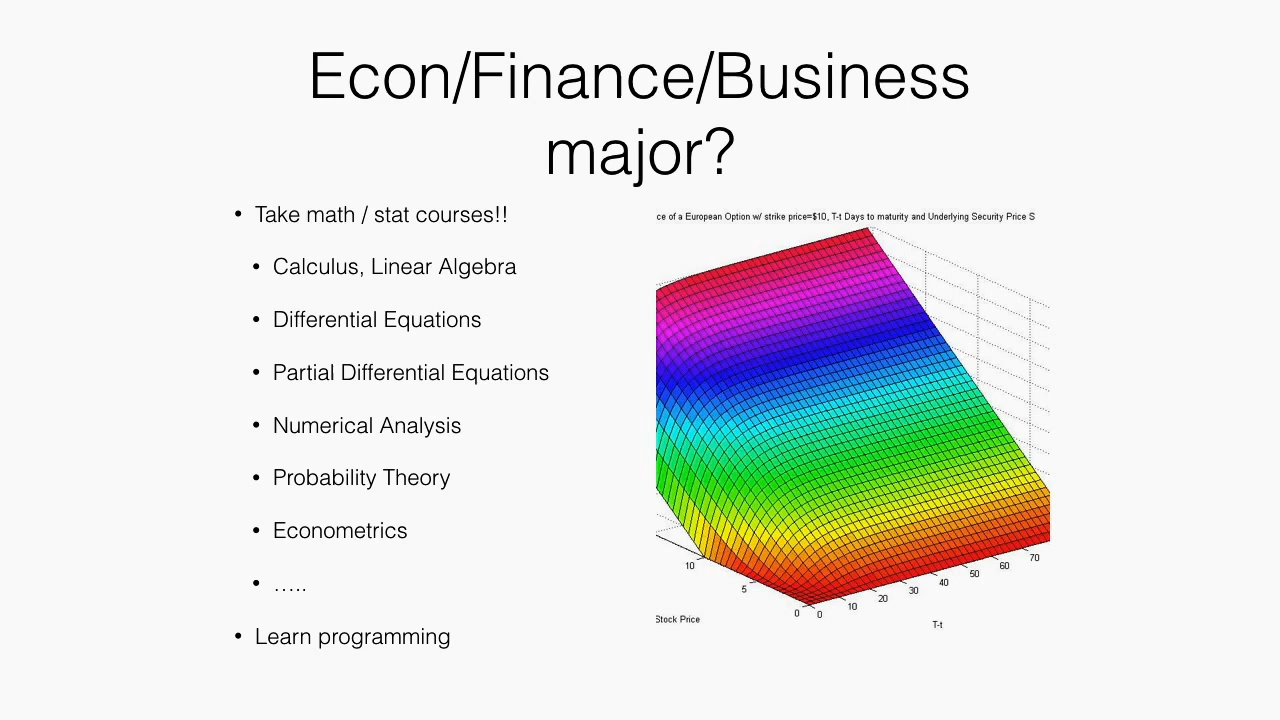 Econ/Finance/Business
major?
• Take math / stat courses!!
• Calculus, Linear Algebra
• Differential Equations
• Partial Differential Equations
• Numerical Analysis
• Probability Theory
• Econometrics
• …..
• Learn programming
ce of a European Option w/ strike price=$10, T-t Days to maturity and Underlying Security Price S
10
5
0
0
10
20
30
40
50
60
70
Stock Price
T-t